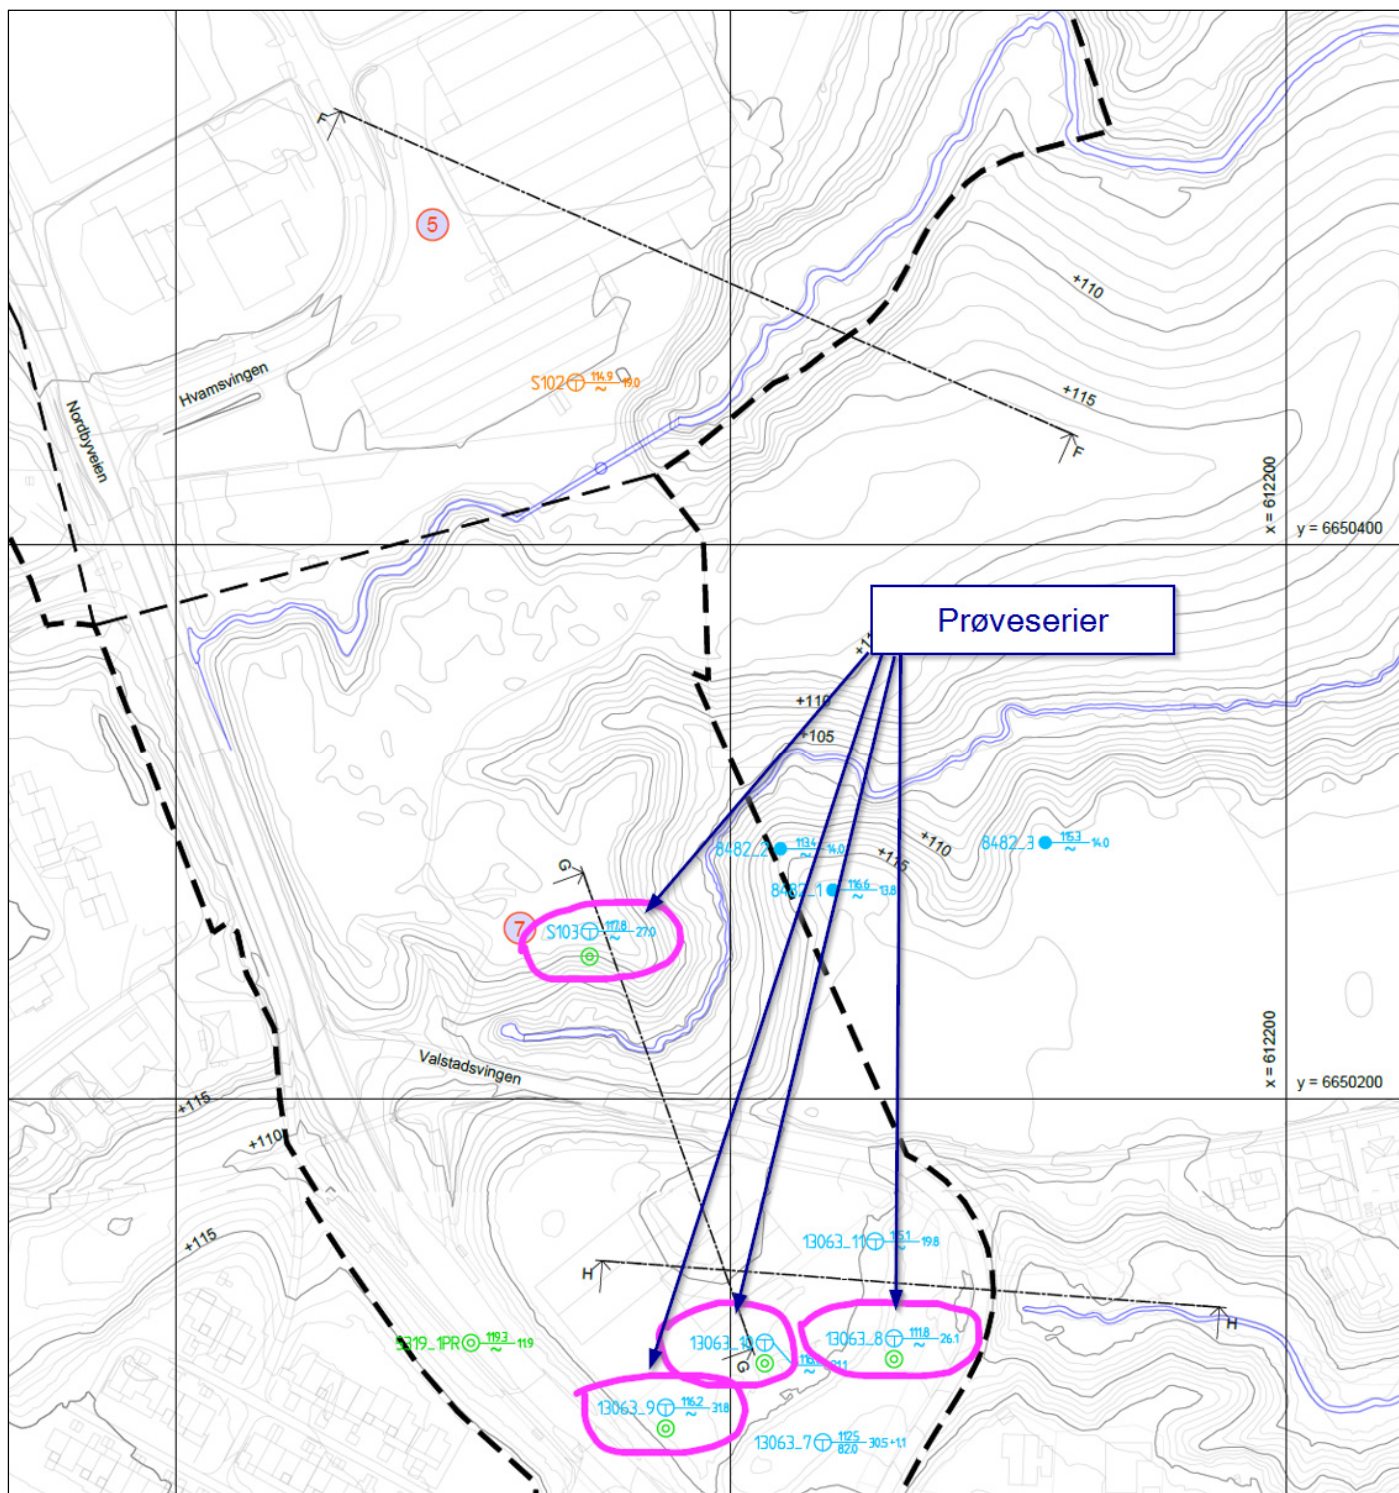 F
5
+110
S102 114.9 ~ 19.0
Hvamsvingen
+115
Nordbyveien
F
x = 612200
y = 6650400
Prøveserier
+110
+105
+110
8482_3 115.3 ~ 14.0
8482_2 113.4 ~ 14.0
+115
G
8482_1 116.6 ~ 13.8
7
S103 117.8 ~ 27.0
x = 612200
Valstadsvingen
y = 6650200
+115
+110
+115
13063_11 ~ 19.8
H
H
S319_1PR 119.3 ~ 11.9
13063_10
13063_8 111.8 ~ 26.1
G
13063_9 116.2 ~ 31.8
13063_7 112.5 82.0 30.5+1.1